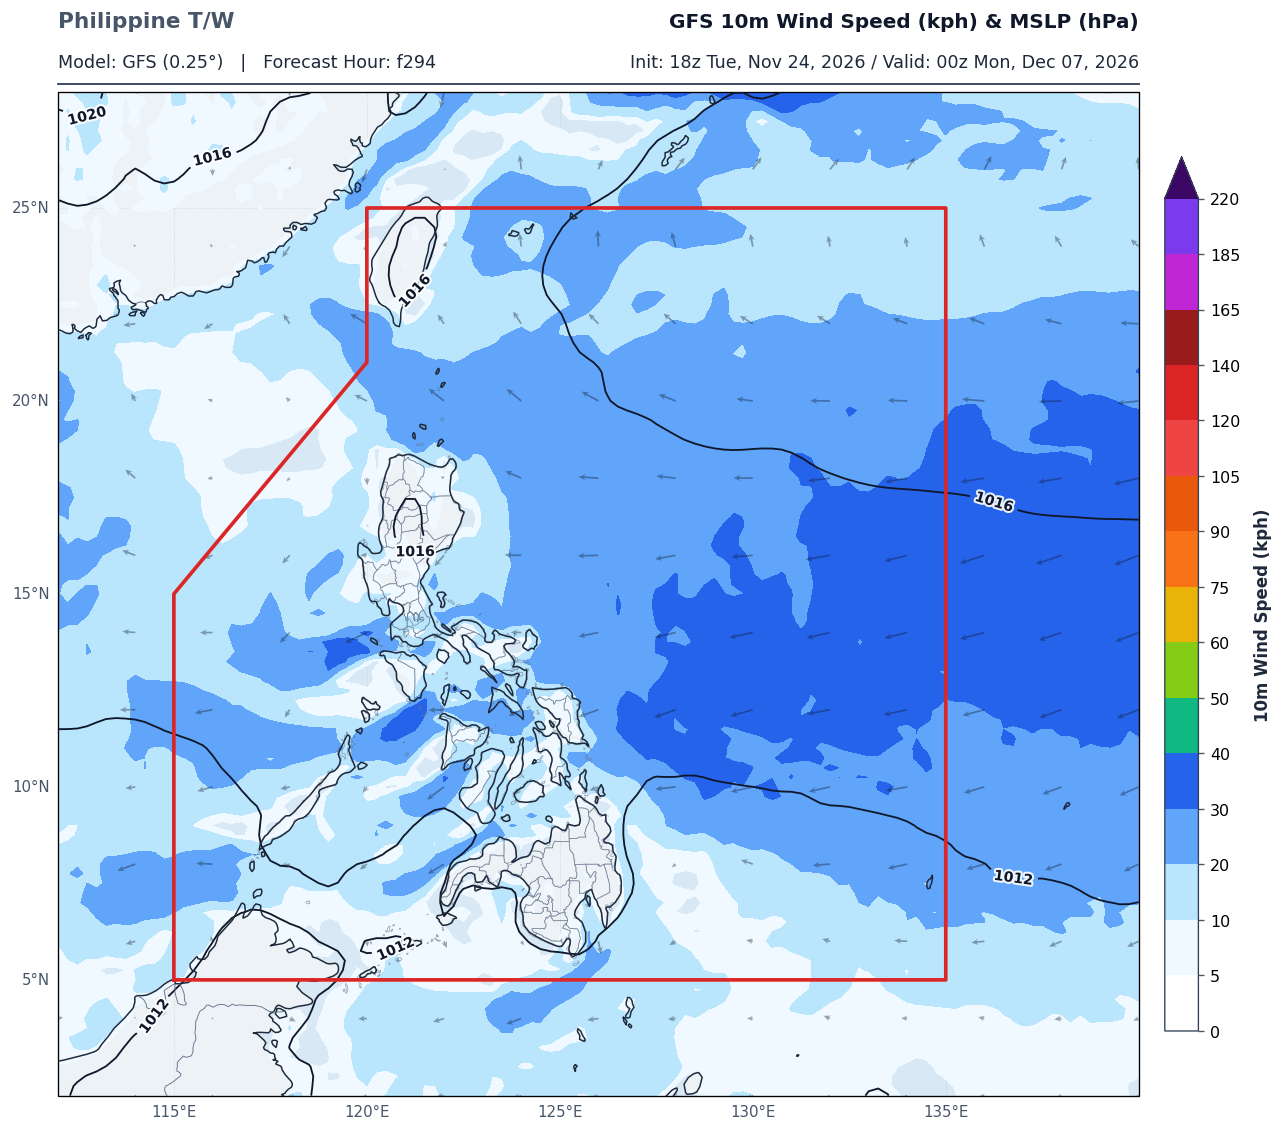 Philippine T/W
GFS 10m Wind Speed (kph) & MSLP (hPa)
Model: GFS (0.25°) | Forecast Hour: f294
Init: 18z Tue, Nov 24, 2026 / Valid: 00z Mon, Dec 07, 2026
1020
1016
1016
1016
1016
1012
1012
1012
25°N
20°N
15°N
10°N
5°N
115°E
120°E
125°E
130°E
135°E
220
185
165
140
120
105
90
75
60
50
40
30
20
10
5
0
10m Wind Speed (kph)